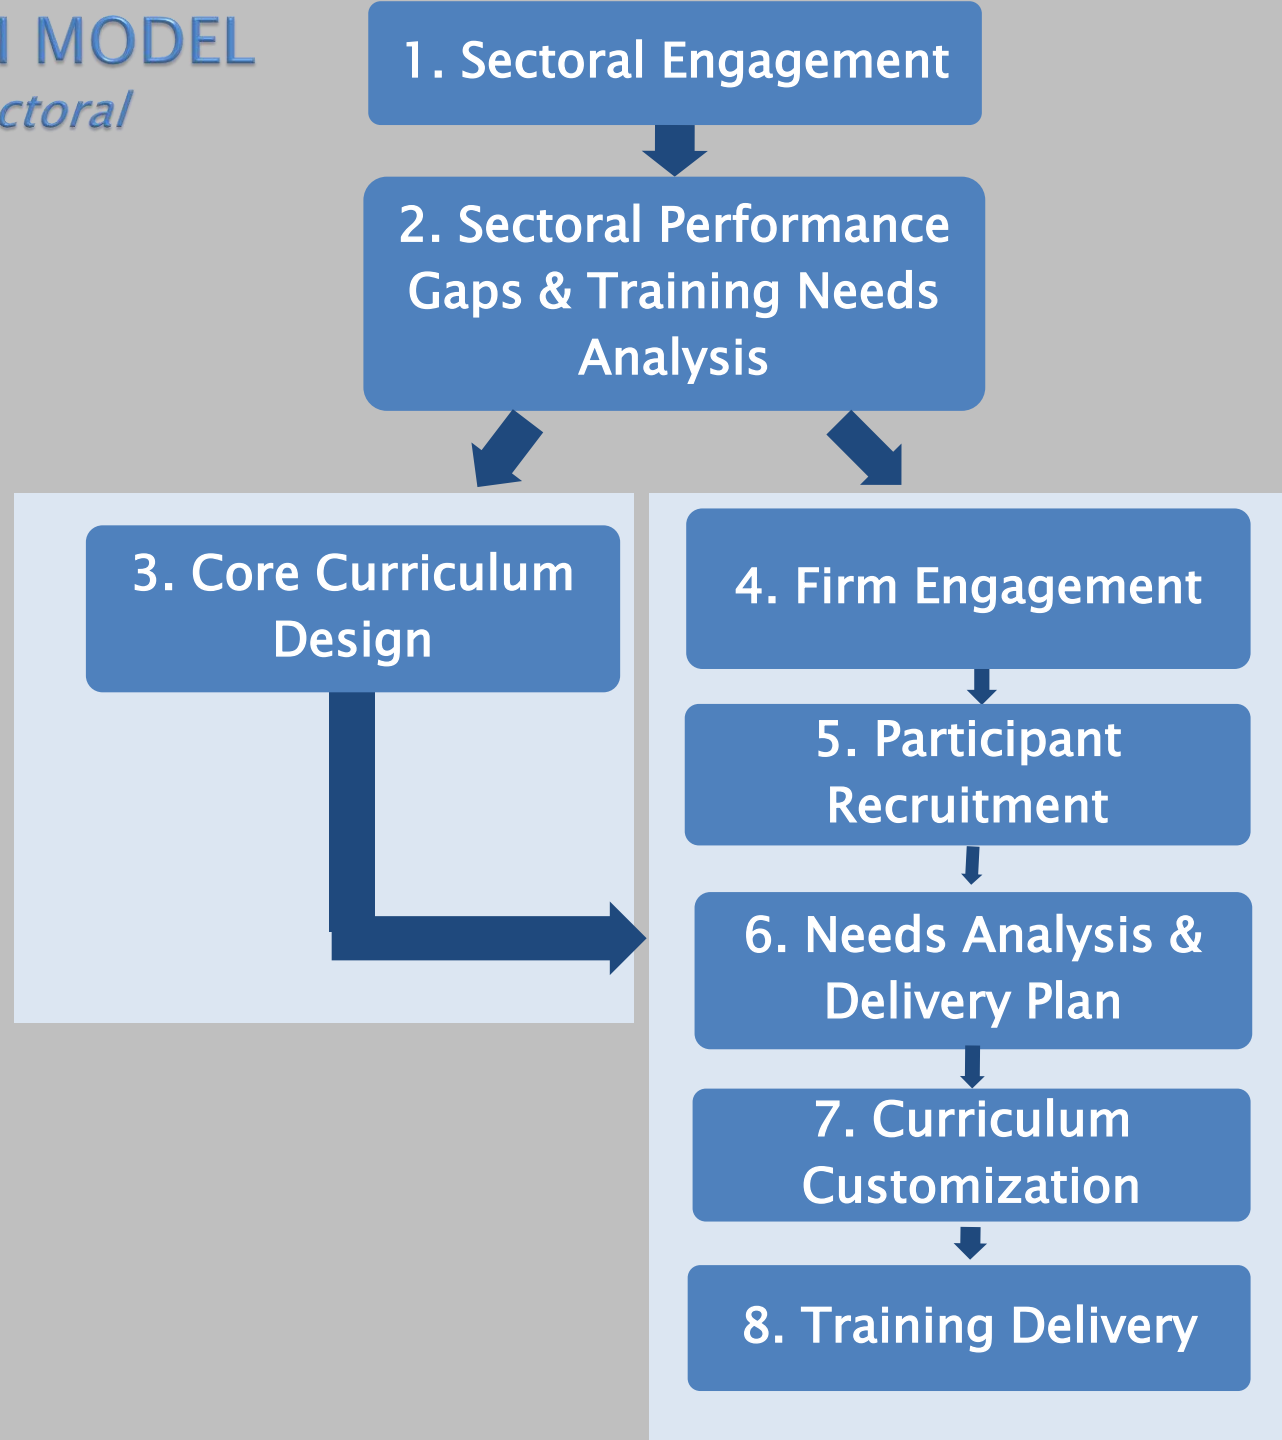 MODEL
1. Sectoral Engagement
2. Sectoral Performance
Gaps & Training Needs
Analysis
3. Core Curriculum
Design
4. Firm Engagement
5. Participant
Recruitment
6. Needs Analysis &
Delivery Plan
7. Curriculum
Customization
8. Training Delivery